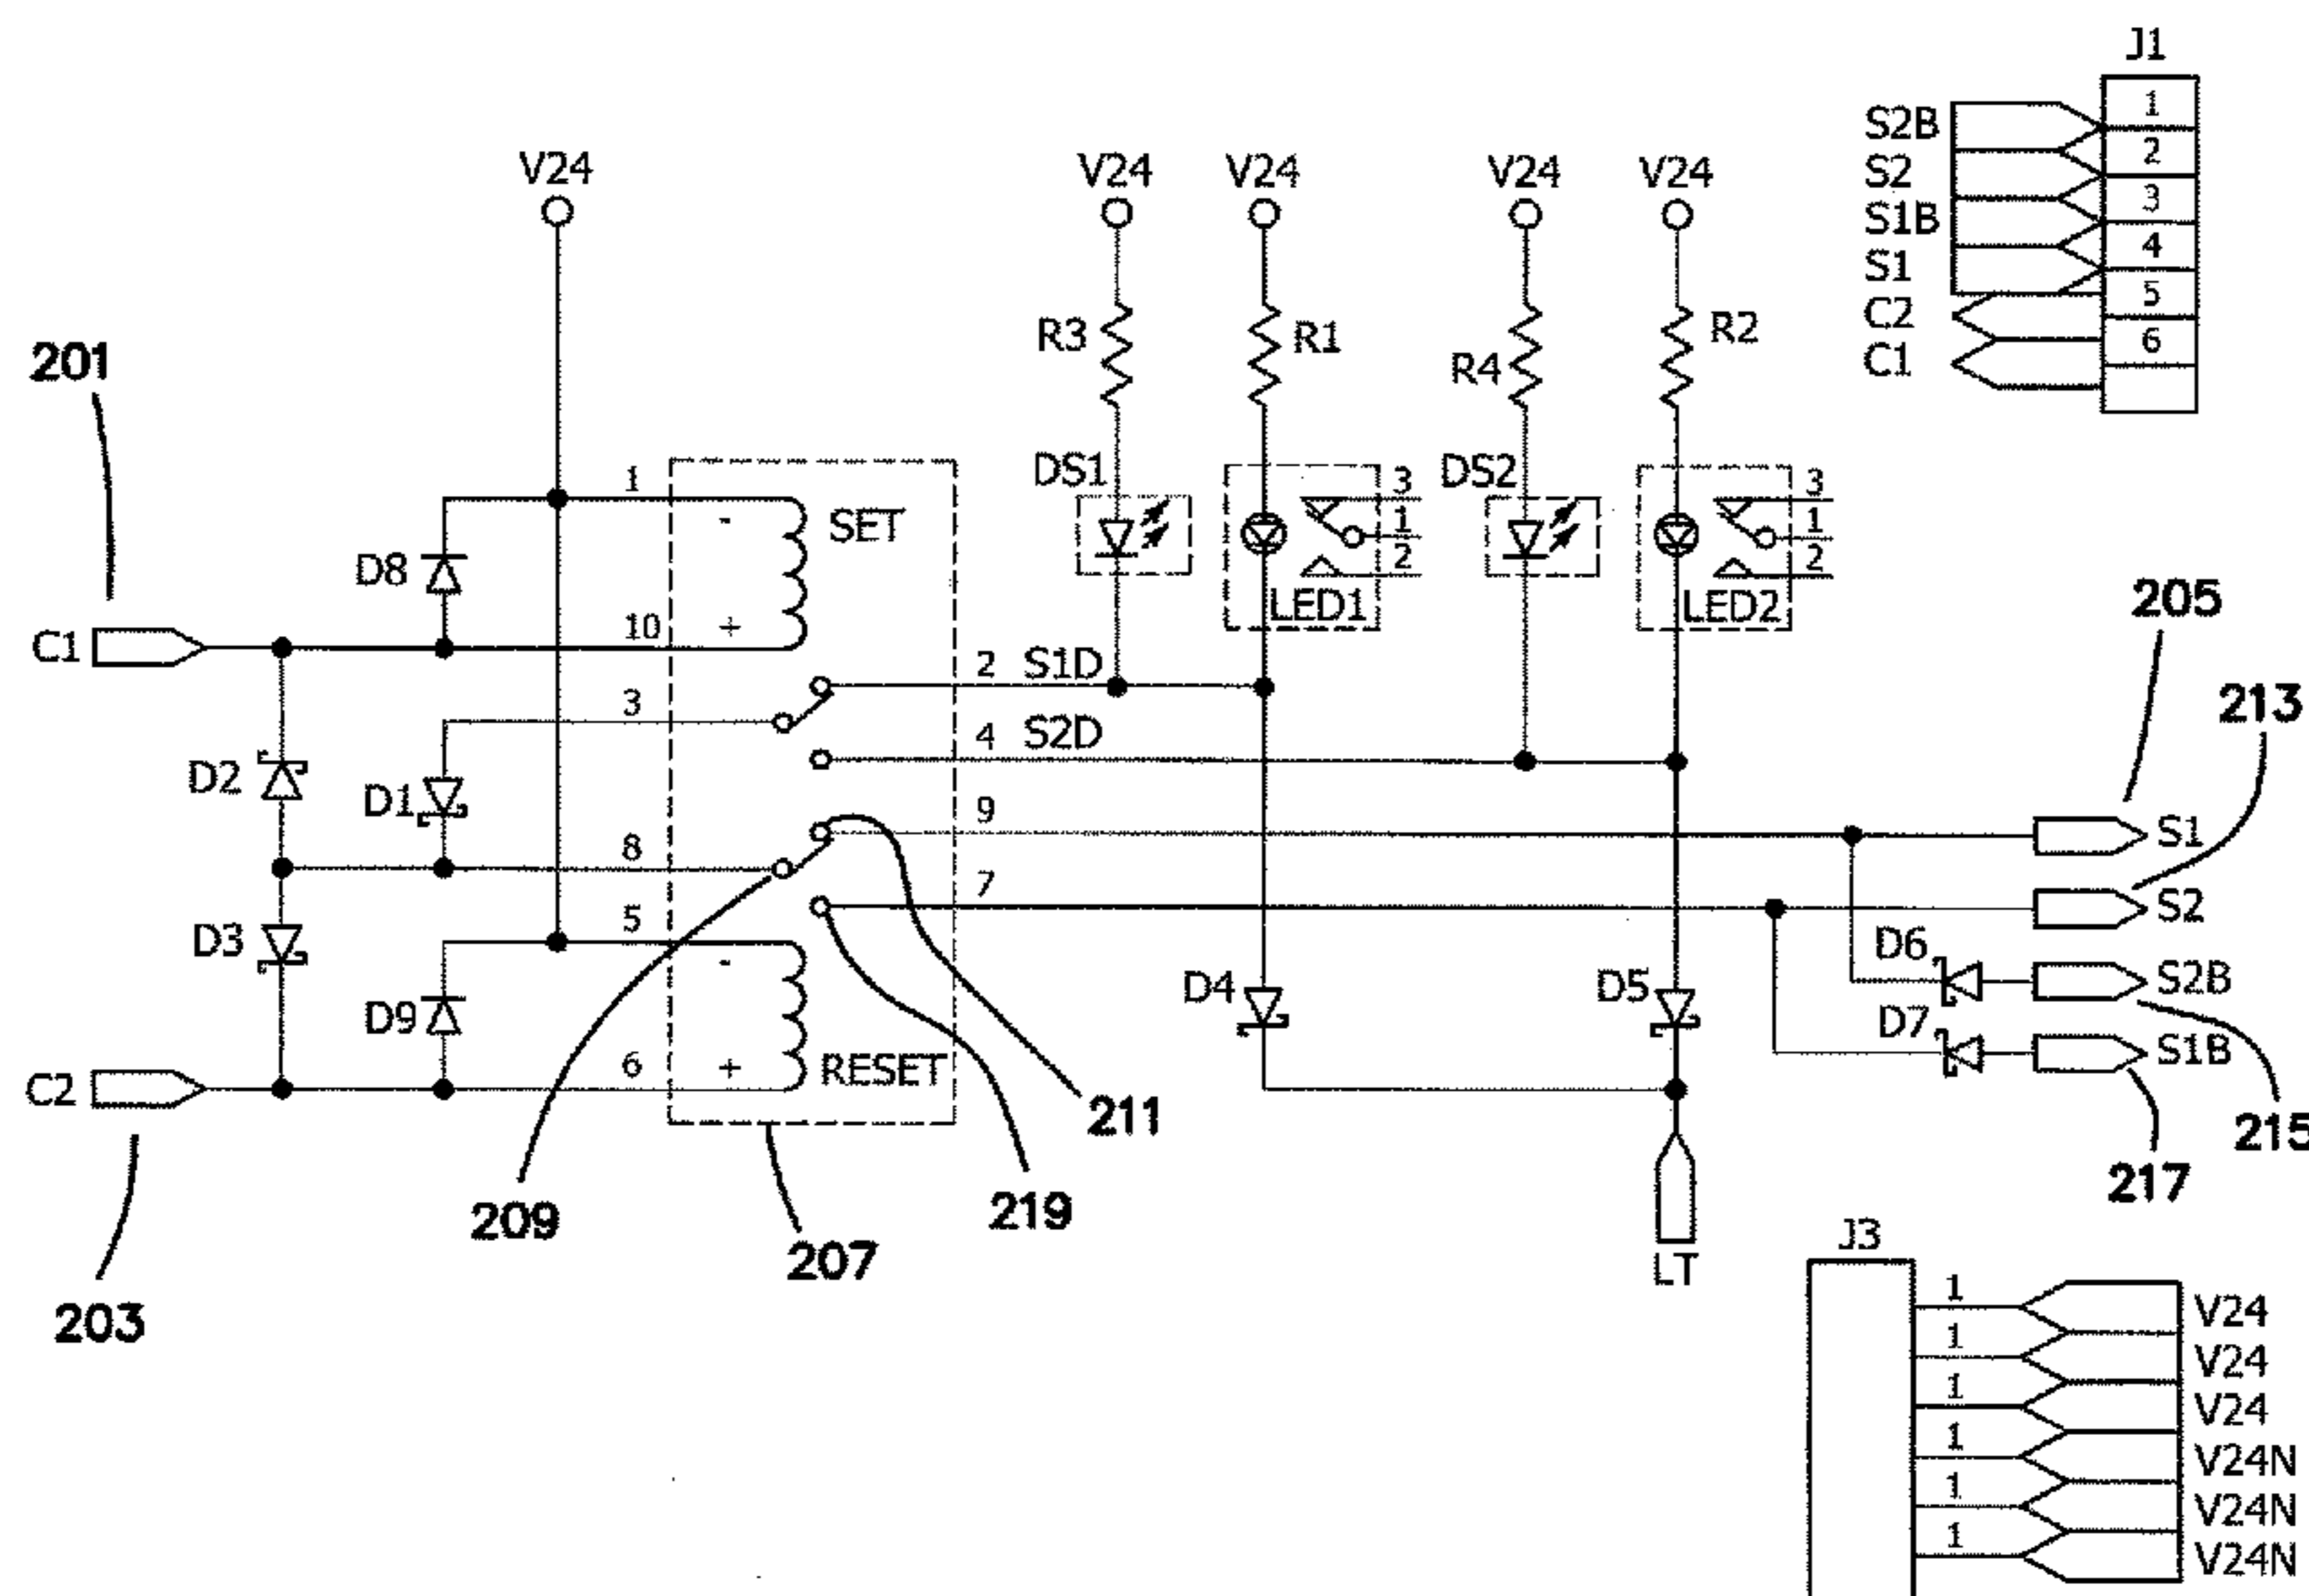 J1
S2B 1
S2 2
S1B 3
S1 4
C2 5
C1 6
V24 V24 V24 V24 V24
R3 R1 R4 R2
201
DS1 DS2
1 - SET
3 3
1 1
2 2
LED1 LED2
D8
10 +
C1
205
2 S1D
3
213
4 S2D
D2 D1
9
S1
8
7
S2
5 -
D3
D6 S2B
D4 D5
D9
D7 S1B
6 + RESET
C2
211 215
209 219 217
207
LT
203
J3
1 V24
1 V24
1 V24
1 V24N
1 V24N
1 V24N